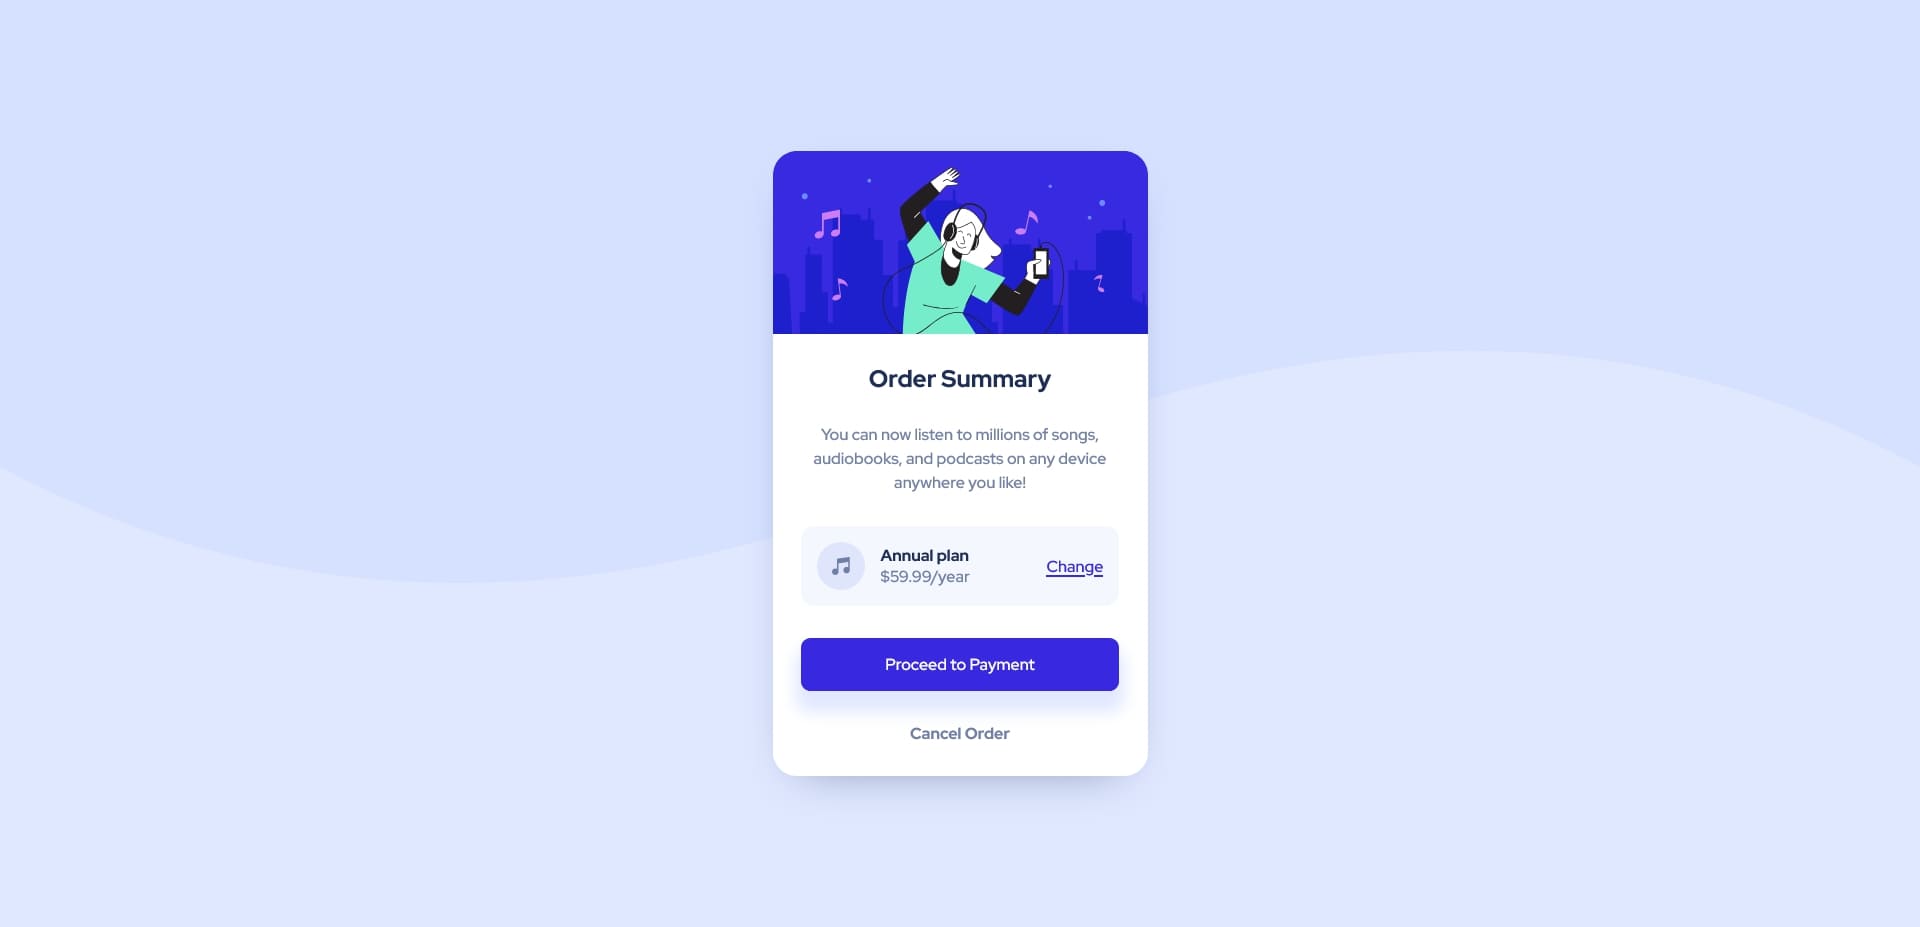 Order Summary
You can now listen to millions of songs,
audiobooks, and podcasts on any device
anywhere you like!
Annual plan
$59.99/year
Change
Proceed to Payment
Cancel Order